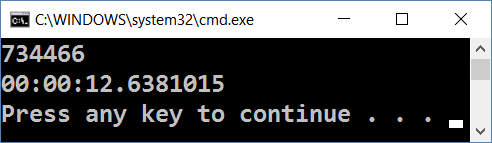 C:\WINDOWS\system32\cmd.exe
734466
00:00:12.6381015
Press any key to continue . . .